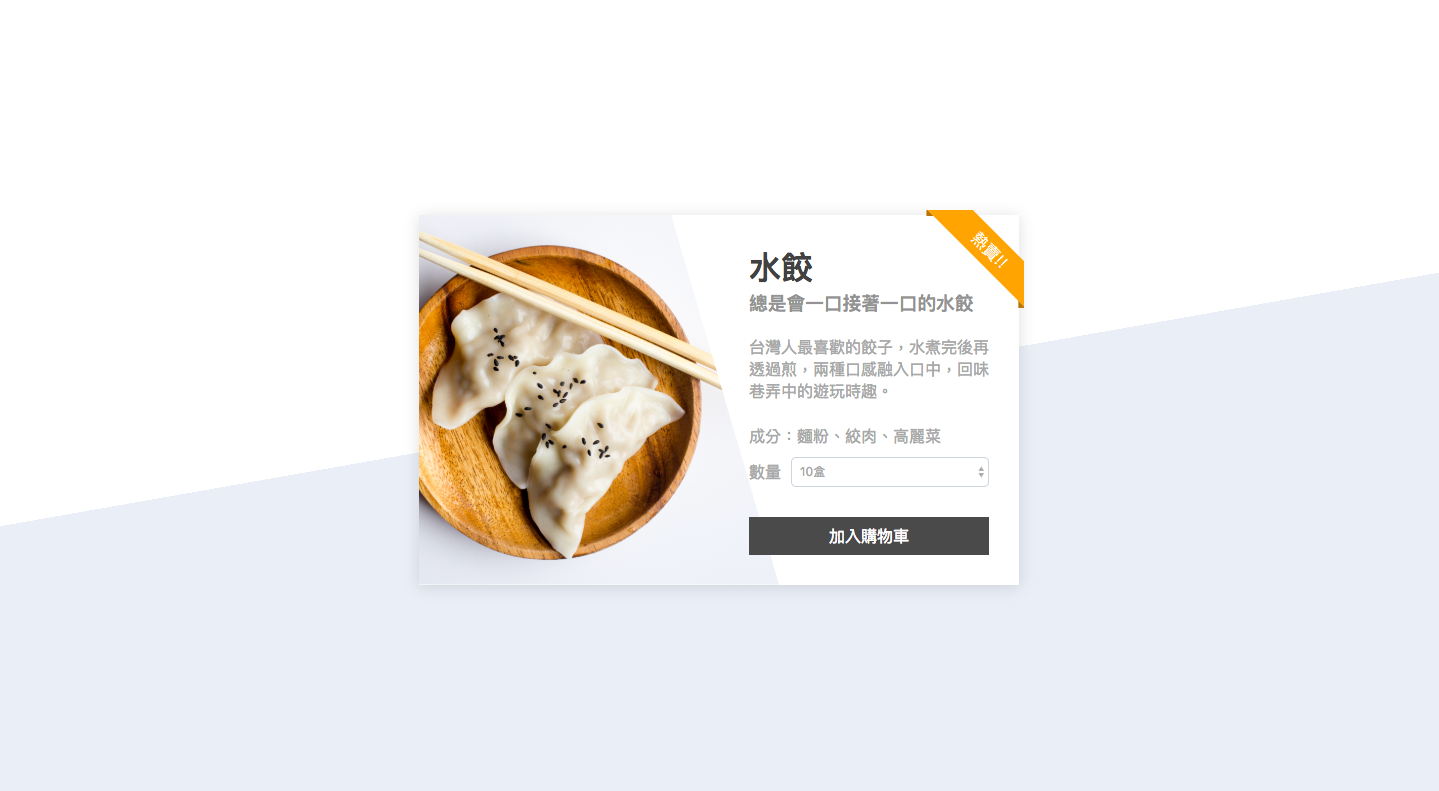 熱賣!!
水餃
總是會一口接著一口的水餃
台灣人最喜歡的餃子，水煮完後再
透過煎，兩種口感融入口中，回味
巷弄中的遊玩時趣。
成分：麵粉、絞肉、高麗菜
數量 10盒
加入購物車